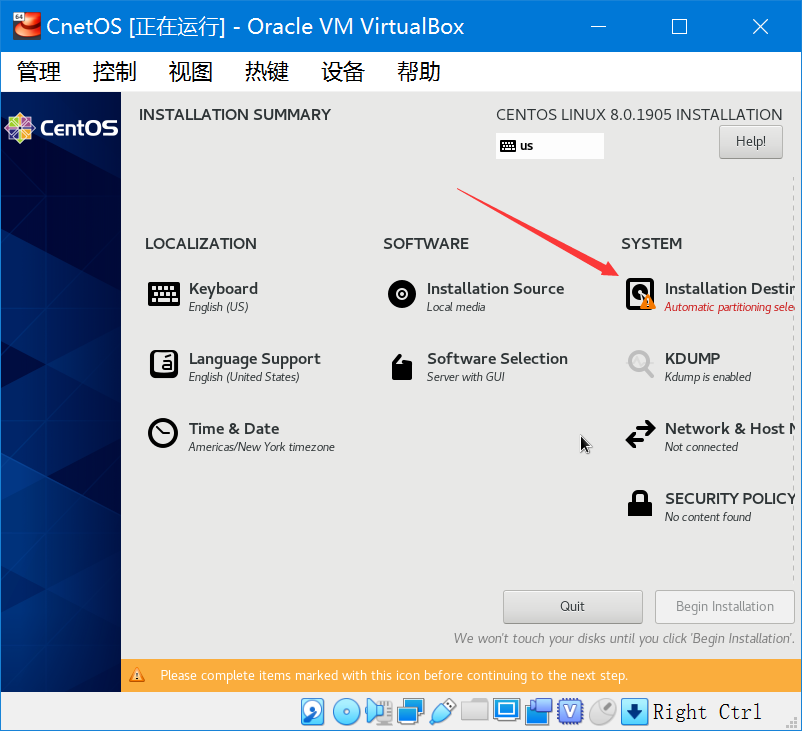 CnetOS [正在运行] - Oracle VM VirtualBox
管理 控制 视图 热键 设备 帮助
CentOS
INSTALLATION SUMMARY
CENTOS LINUX 8.0.1905 INSTALLATION
us
Help!
LOCALIZATION
Keyboard
English (US)
Language Support
English (United States)
Time & Date
Americas/New York timezone
SOFTWARE
Installation Source
Local media
Software Selection
Server with GUI
SYSTEM
Installation Destin
Automatic partitioning selec
KDUMP
Kdump is enabled
Network & Host N
Not connected
SECURITY POLICY
No content found
Quit
Begin Installation
We won't touch your disks until you click 'Begin Installation'.
Please complete items marked with this icon before continuing to the next step.
Right Ctrl